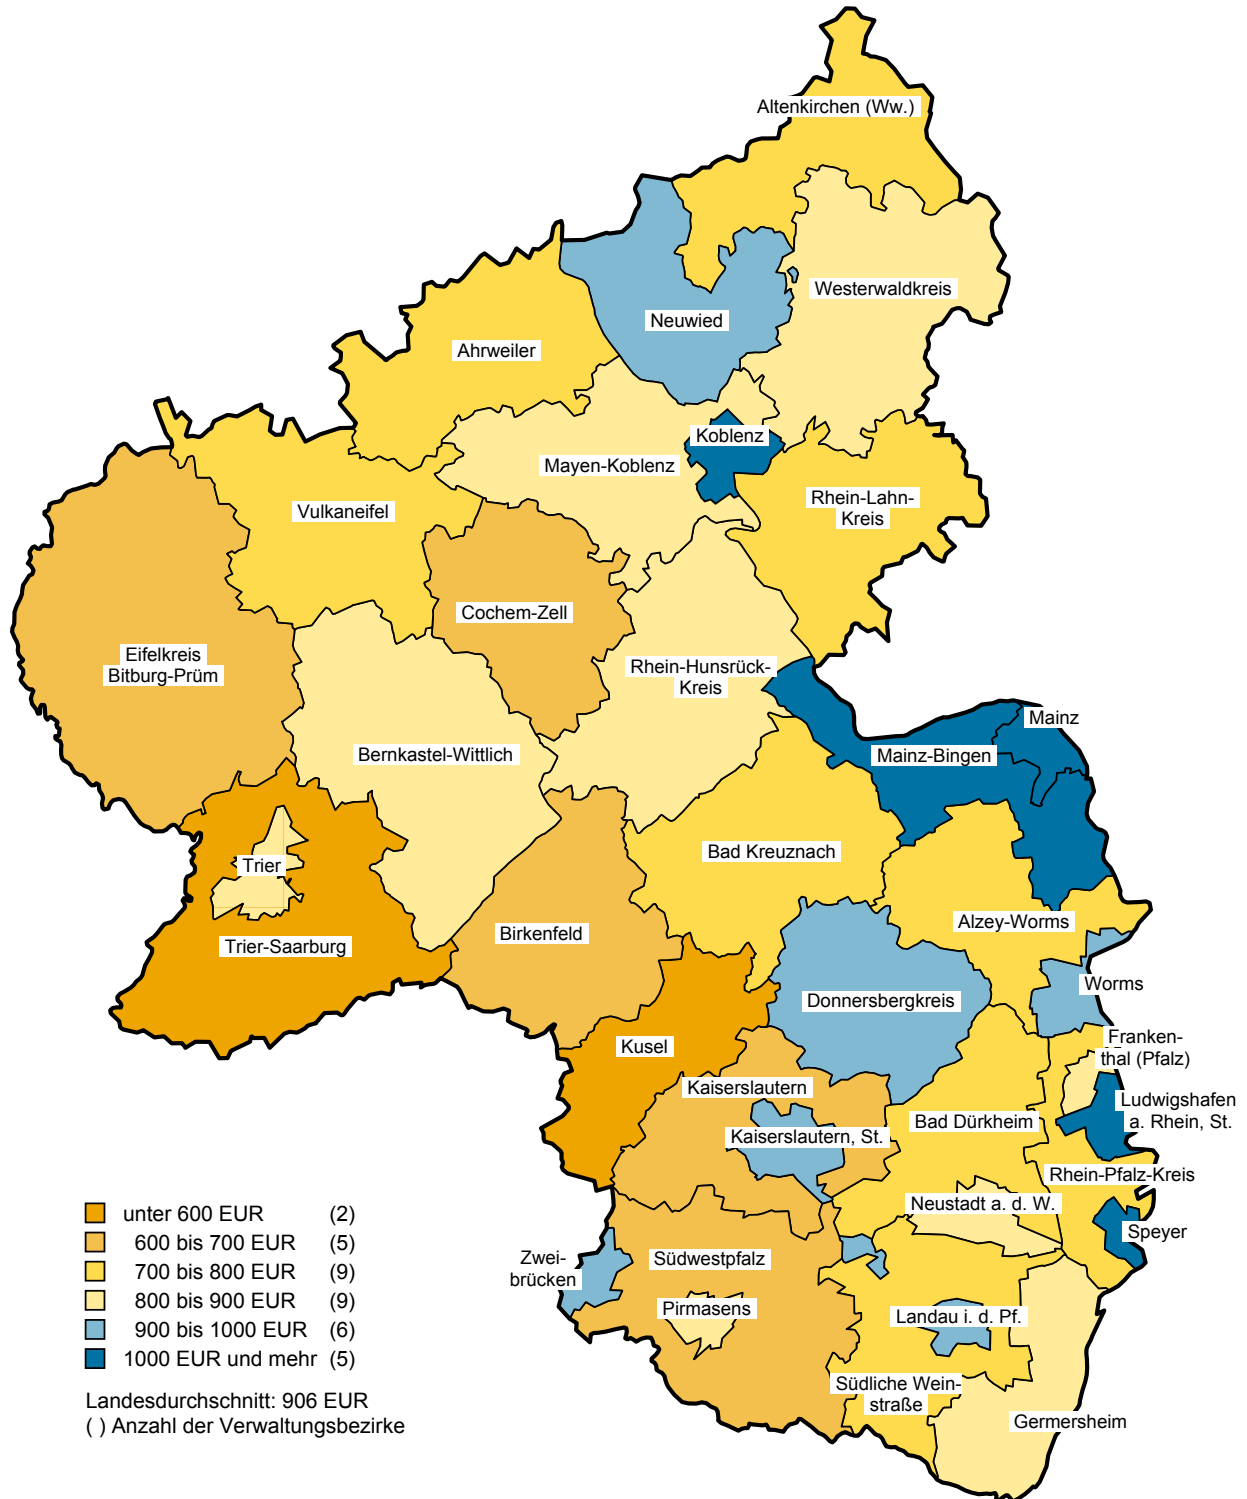 Altenkirchen (Ww.)
Westerwaldkreis
Neuwied
Ahrweiler
Koblenz
Mayen-Koblenz
Rhein-Lahn-
Kreis
Vulkaneifel
Cochem-Zell
Eifelkreis
Bitburg-Prüm
Rhein-Hunsrück-
Kreis
Mainz
Mainz-Bingen
Bernkastel-Wittlich
Bad Kreuznach
Trier
Alzey-Worms
Birkenfeld
Trier-Saarburg
Worms
Donnersbergkreis
Franken-
thal (Pfalz)
Kusel
Kaiserslautern
Ludwigshafen
a. Rhein, St.
Bad Dürkheim
Kaiserslautern, St.
Rhein-Pfalz-Kreis
Neustadt a. d. W.
Speyer
Zwei-
brücken
Südwestpfalz
Pirmasens
Landau i. d. Pf.
Südliche Wein-
straße
Germersheim
unter 600 EUR (2)
600 bis 700 EUR (5)
700 bis 800 EUR (9)
800 bis 900 EUR (9)
900 bis 1000 EUR (6)
1000 EUR und mehr (5)
Landesdurchschnitt: 906 EUR
( ) Anzahl der Verwaltungsbezirke